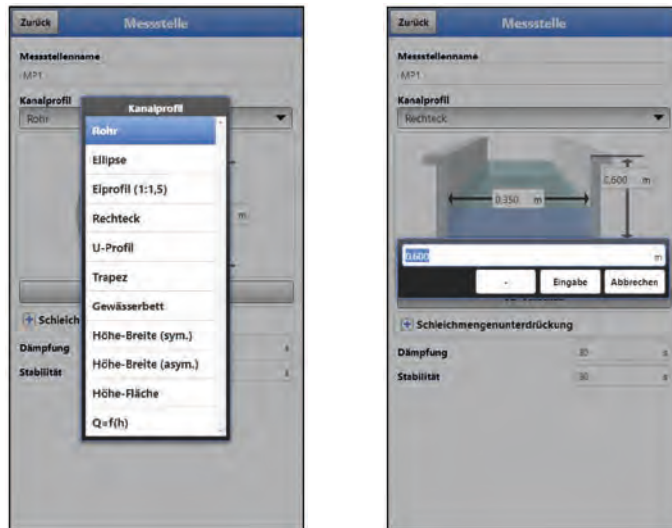 Zurück Messstelle
Messstellenname
MP1
Kanalprofil
Rohr
Kanalprofil
Rohr
Ellipse
Eiprofil (1:1,5)
Rechteck
U-Profil
Trapez
Gewässerbett
Höhe-Breite (sym.)
Höhe-Breite (asym.)
Höhe-Fläche
Q=f(h)
m
Schleich
Dämpfung s
Stabilität s
Zurück Messstelle
Messstellenname
MP1
Kanalprofil
Rechteck
0.600 m
0.350 m
0.600 m
- Eingabe Abbrechen
Schleichmengenunterdrückung
Dämpfung 30 s
Stabilität 30 s